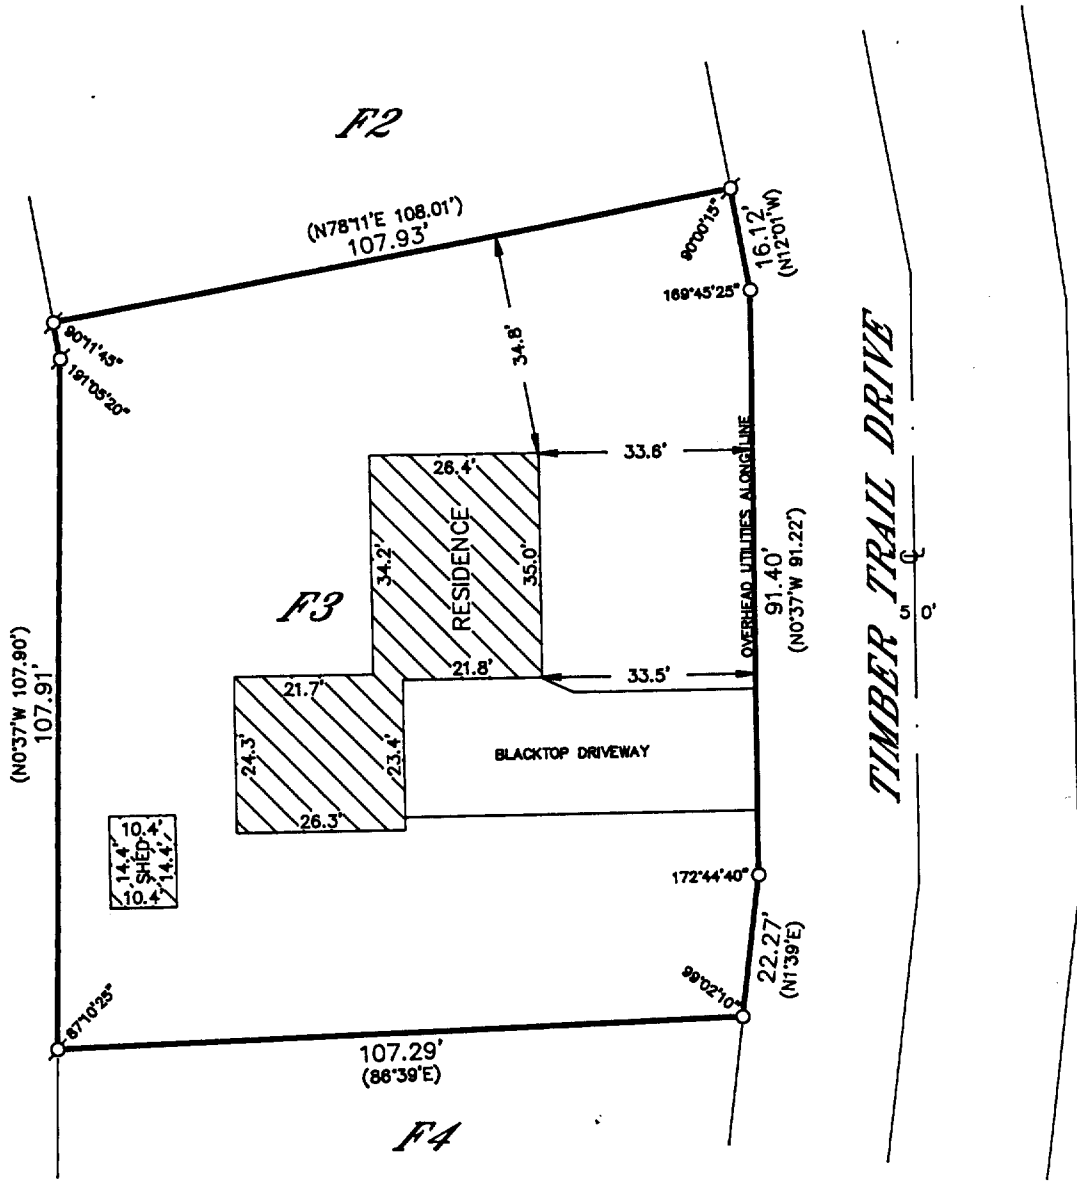 F2
(N78°11'E 108.01')
107.93'
90°00'15"
16.12'
(N12°01'W)
169°45'25"
90°11'45"
191°05'20"
34.8'
33.6'
26.4'
34.2'
RESIDENCE
35.0'
OVERHEAD UTILITIES ALONG LINE
91.40'
(N0°37'W 91.22')
TIMBER TRAIL DRIVE
50'
F3
(N0°37'W 107.90')
107.91'
21.8'
33.5'
21.7'
24.3'
23.4'
26.3'
BLACKTOP DRIVEWAY
10.4'
14.4'
SHED
14.4'
10.4'
172°44'40"
22.27'
(N1°39'E)
99°02'10"
87°10'25"
107.29'
(86°39'E)
F4